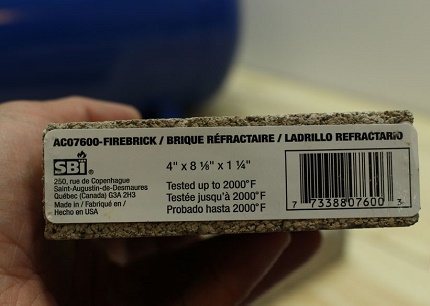 AC07600-FIREBRICK / BRIQUE RÉFRACTAIRE / LADRILLO REFRACTARIO
SBI®
250, rue de Copenhague
Saint-Augustin-de-Desmaures
Québec (Canada) G3A 2H3
Made in / Fabriqué en /
Hecho en USA
4" x 8 ⅛" x 1 ¼"
Tested up to 2000°F
Testée jusqu'à 2000°F
Probado hasta 2000°F
7 73388 07600 3